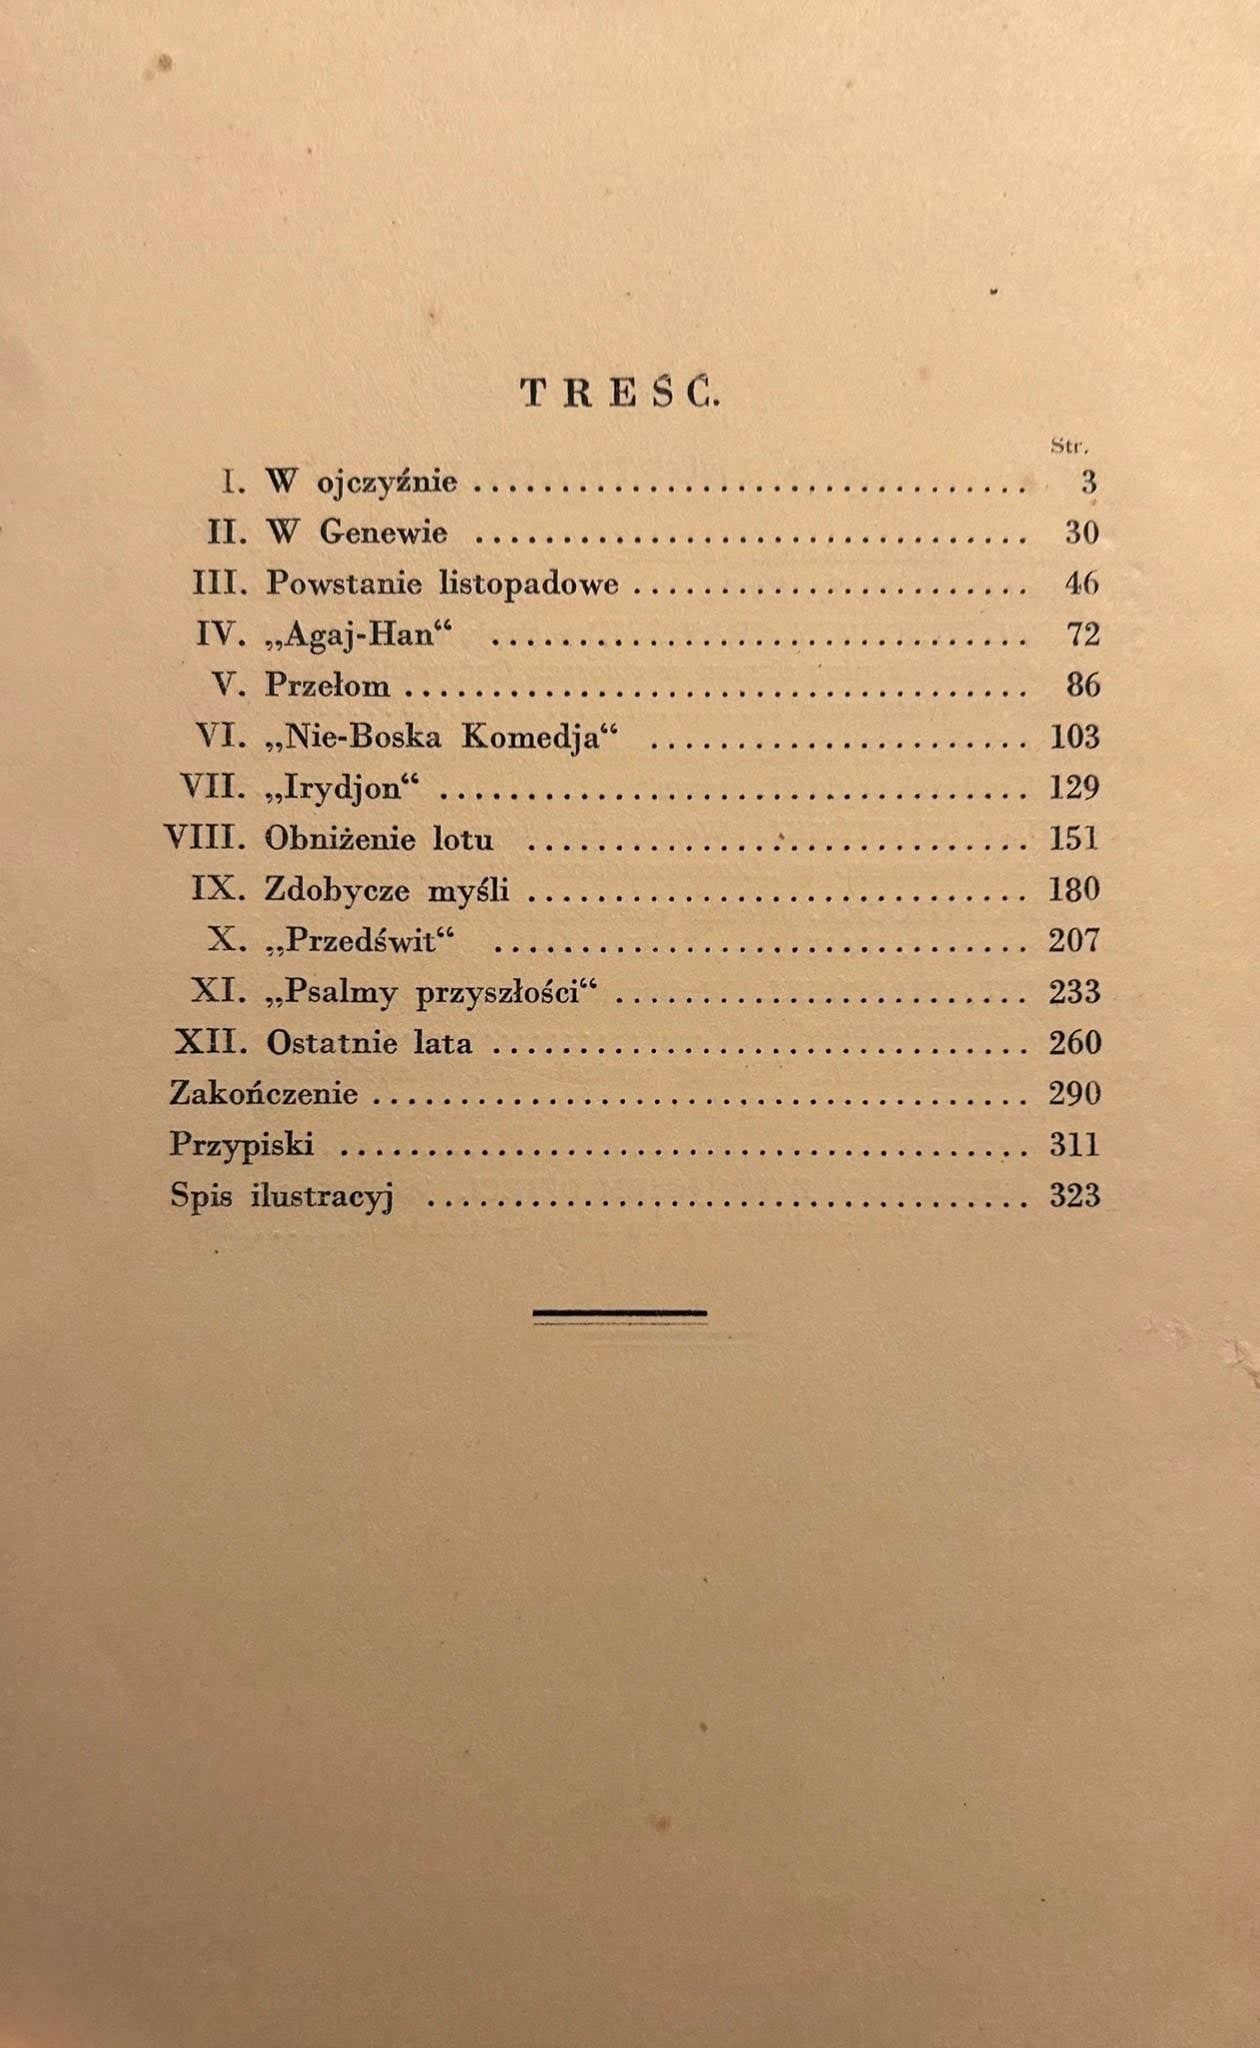 TREŚĆ.
Str.
I. W ojczyźnie ................................ 3
II. W Genewie ................................ 30
III. Powstanie listopadowe ....................... 46
IV. „Agaj-Han“ ............................... 72
V. Przełom .................................... 86
VI. „Nie-Boska Komedja“ ...................... 103
VII. „Irydjon“ .................................. 129
VIII. Obniżenie lotu ............................. 151
IX. Zdobycze myśli ............................. 180
X. „Przedświt“ ............................... 207
XI. „Psalmy przyszłości“ ........................ 233
XII. Ostatnie lata ............................... 260
Zakończenie ...................................... 290
Przypiski ........................................ 311
Spis ilustracyj ................................... 323